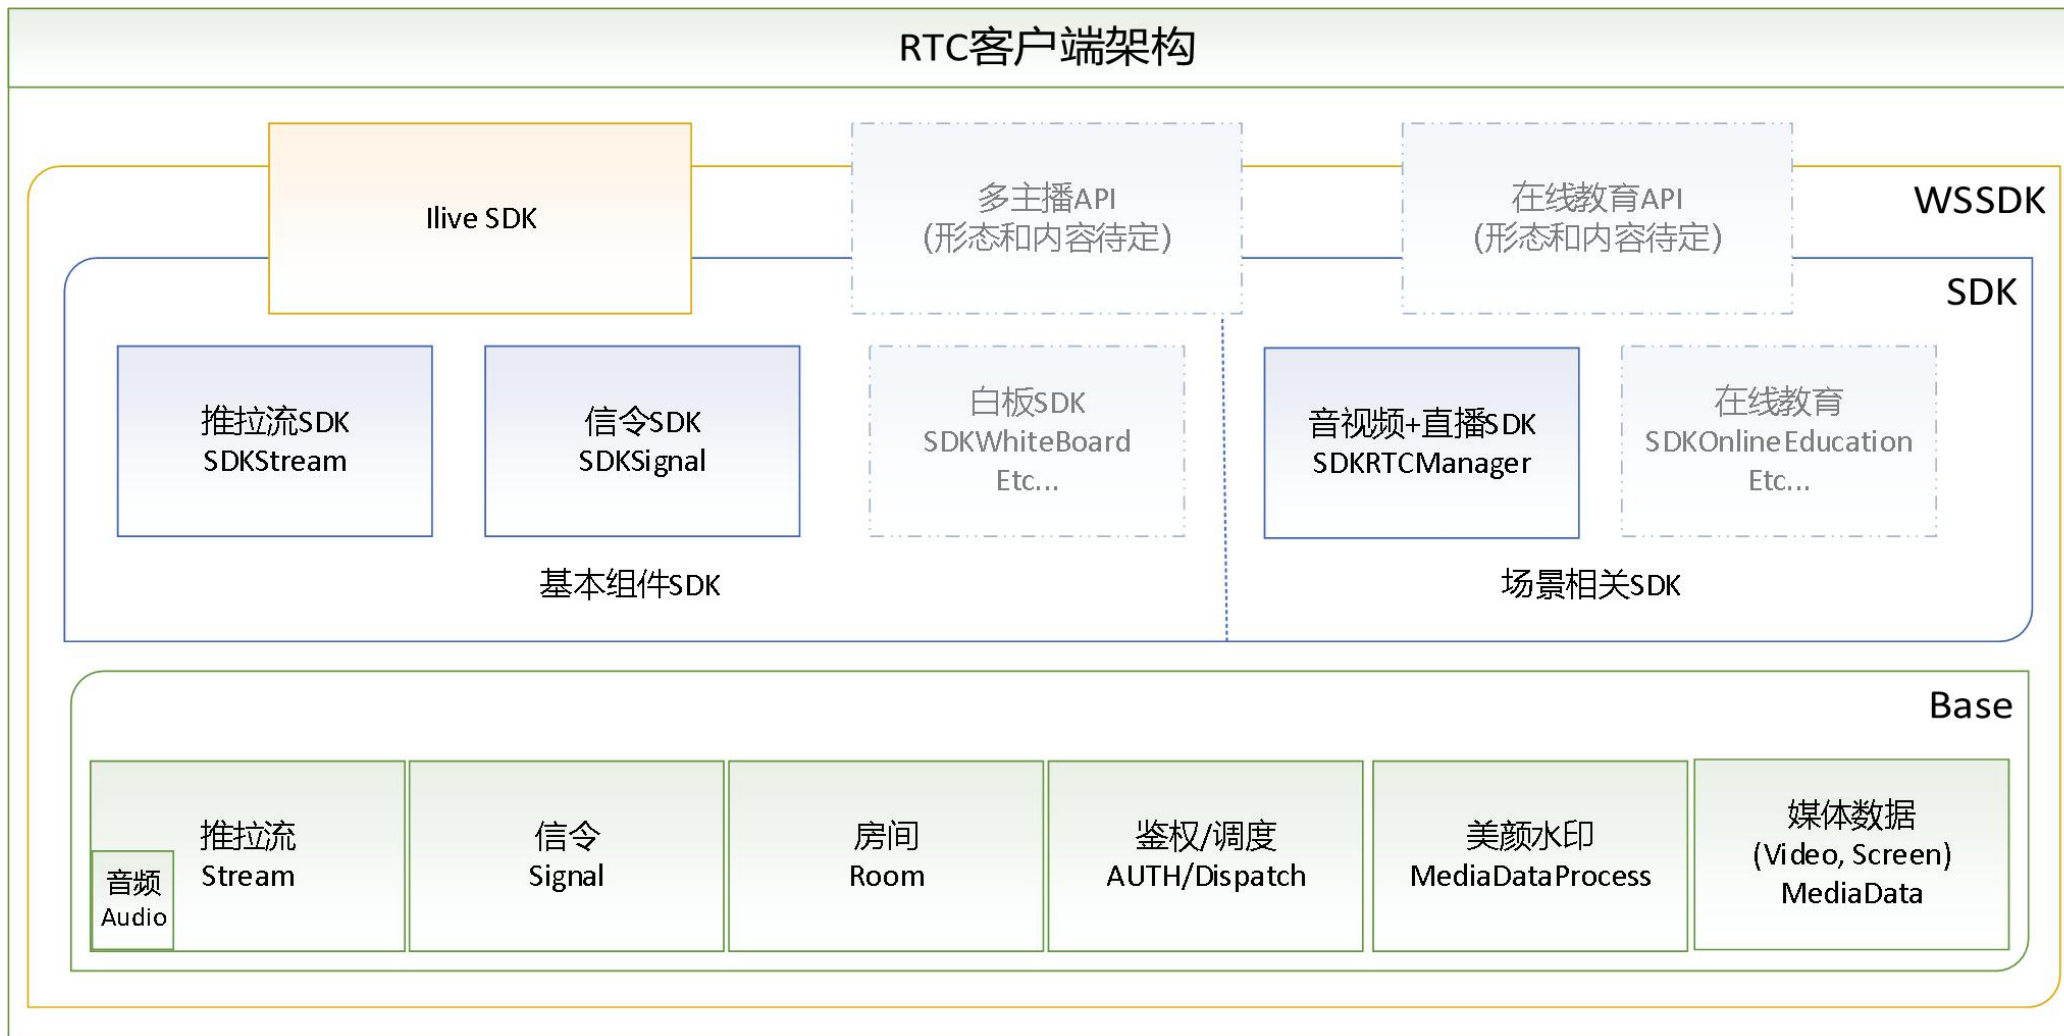 RTC客户端架构
Ilive SDK
多主播API
(形态和内容待定)
在线教育API
(形态和内容待定)
WSSDK
SDK
推拉流SDK
SDKStream
信令SDK
SDKSignal
白板SDK
SDKWhiteBoard
Etc...
音视频+直播SDK
SDKRTCManager
在线教育
SDKOnlineEducation
Etc...
基本组件SDK
场景相关SDK
Base
推拉流
Stream
音频
Audio
信令
Signal
房间
Room
鉴权/调度
AUTH/Dispatch
美颜水印
MediaDataProcess
媒体数据
(Video, Screen)
MediaData